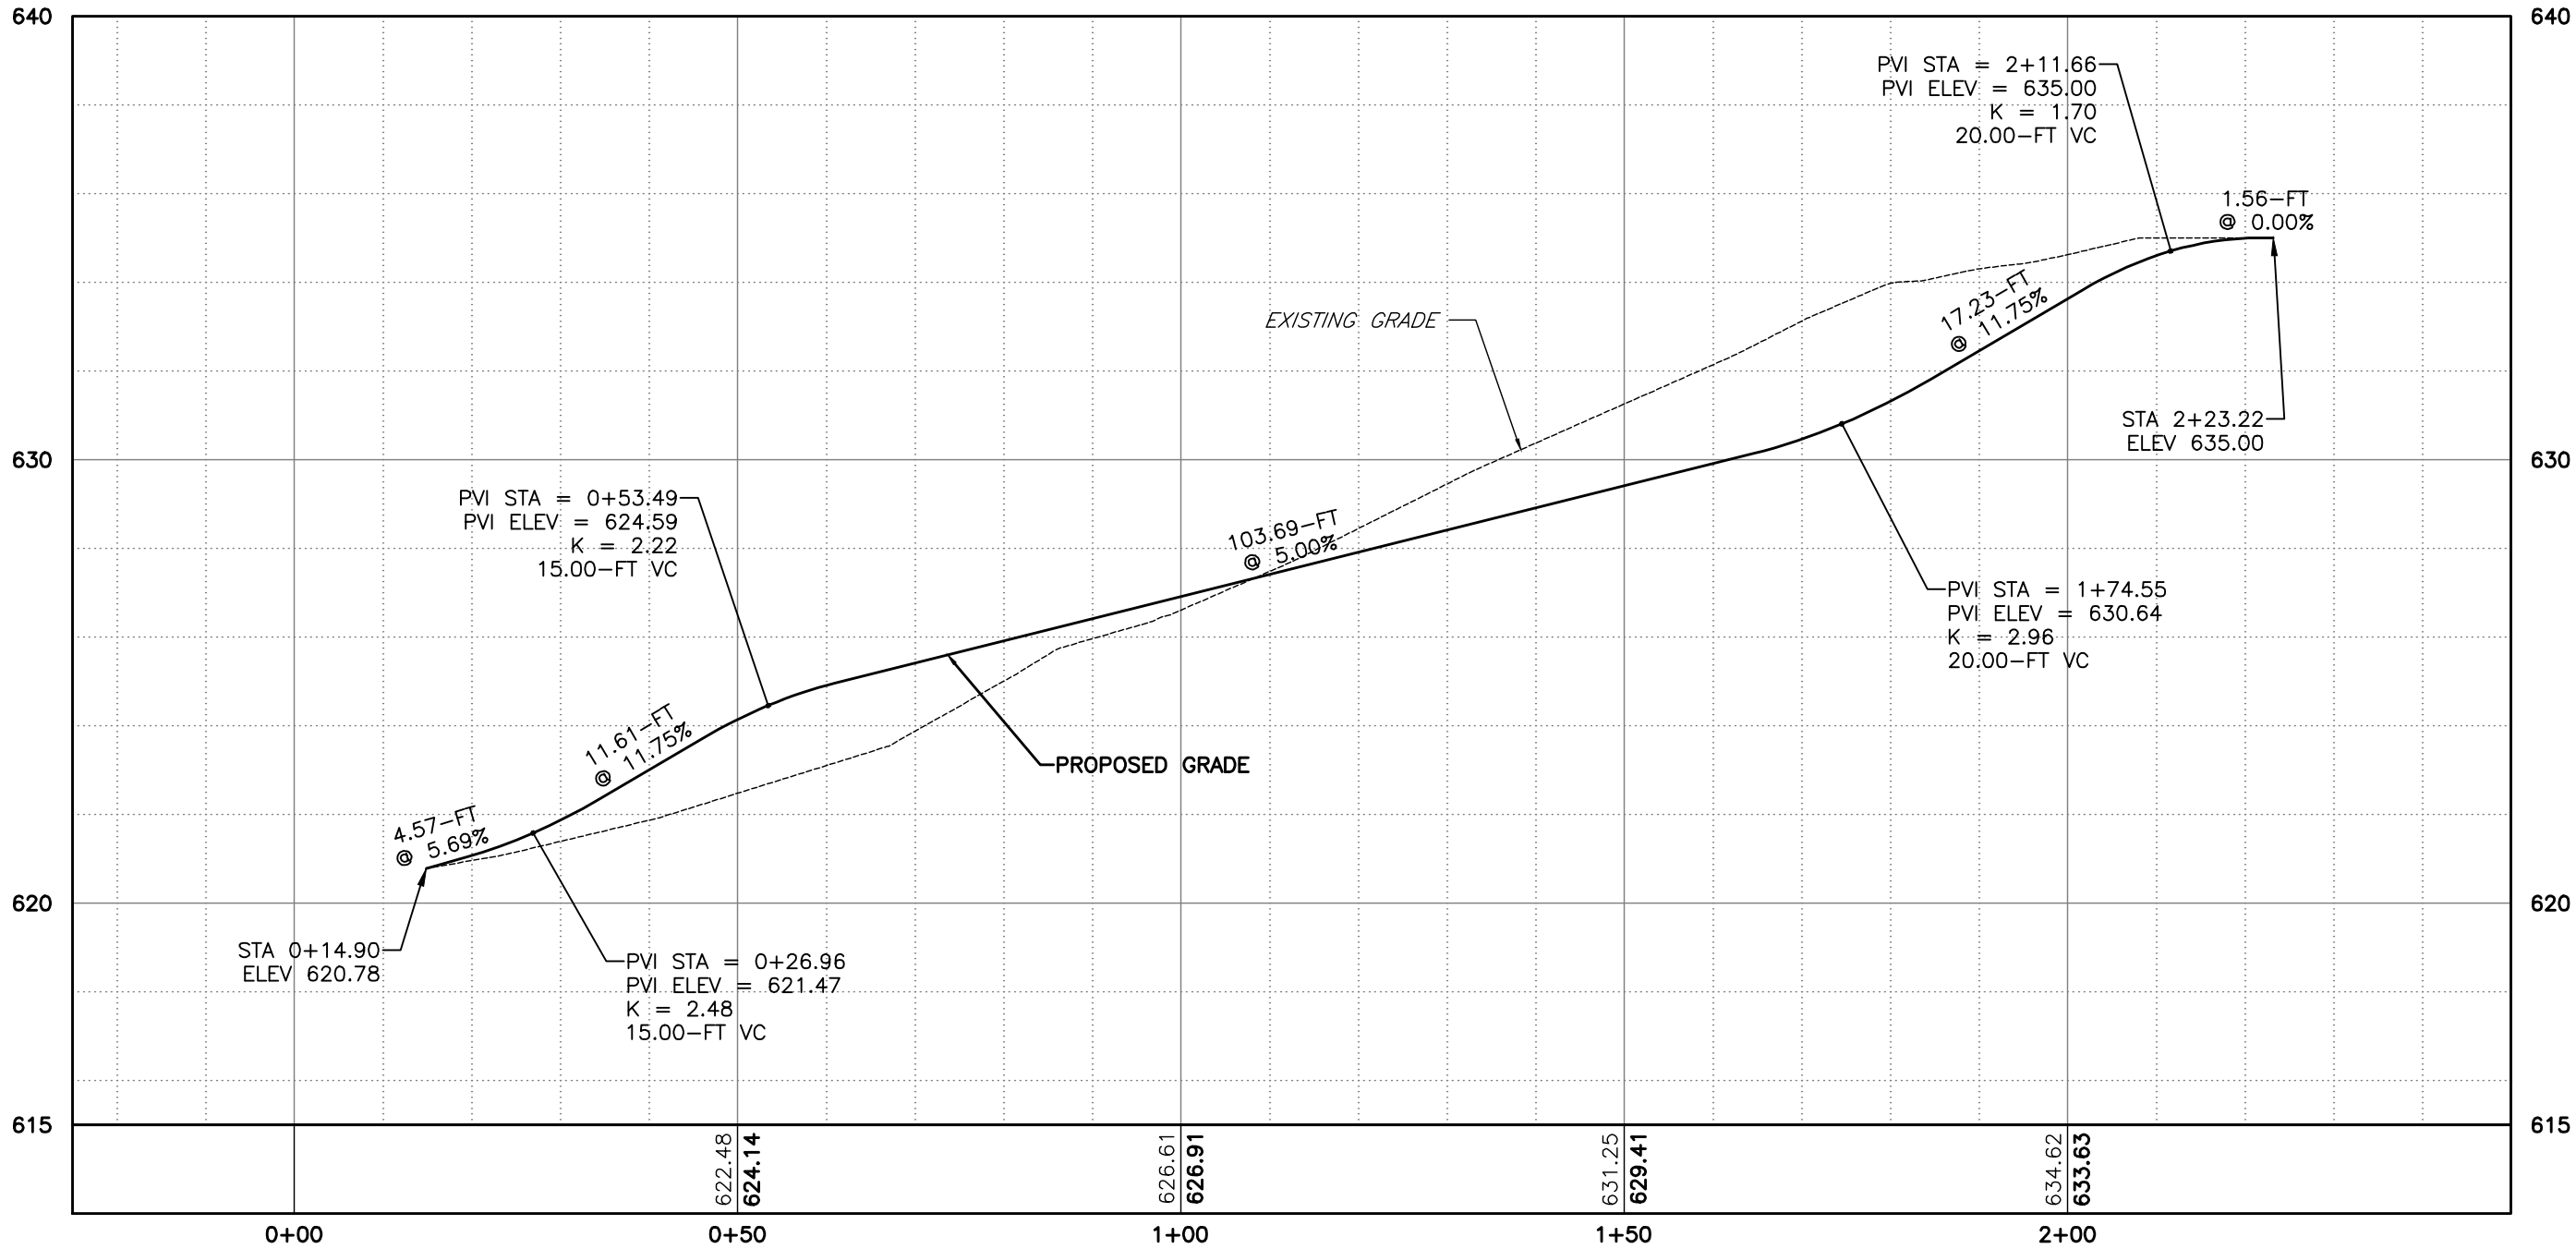 640
640
PVI STA = 2+11.66
PVI ELEV = 635.00
K = 1.70
20.00-FT VC
1.56-FT
@ 0.00%
17.23-FT
@ 11.75%
EXISTING GRADE
STA 2+23.22
ELEV 635.00
630
630
PVI STA = 0+53.49
PVI ELEV = 624.59
K = 2.22
15.00-FT VC
103.69-FT
@ 5.00%
PVI STA = 1+74.55
PVI ELEV = 630.64
K = 2.96
20.00-FT VC
11.61-FT
@ 11.75%
PROPOSED GRADE
4.57-FT
@ 5.69%
620
620
STA 0+14.90
ELEV 620.78
PVI STA = 0+26.96
PVI ELEV = 621.47
K = 2.48
15.00-FT VC
615
615
622.48
624.14
626.61
626.91
631.25
629.41
634.62
633.63
0+00
0+50
1+00
1+50
2+00